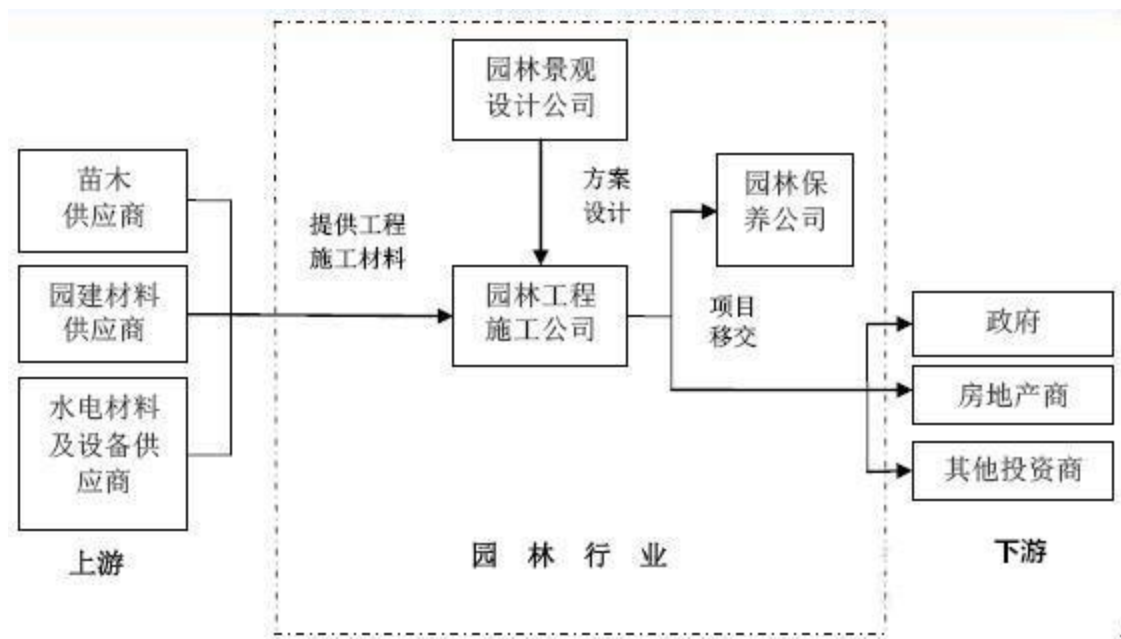 园林景观
设计公司
苗木
供应商
方案
设计
园林保
养公司
提供工程
施工材料
园建材料
供应商
园林工程
施工公司
项目
移交
政府
水电材料
及设备供
应商
房地产商
其他投资商
上游
园林行业
下游